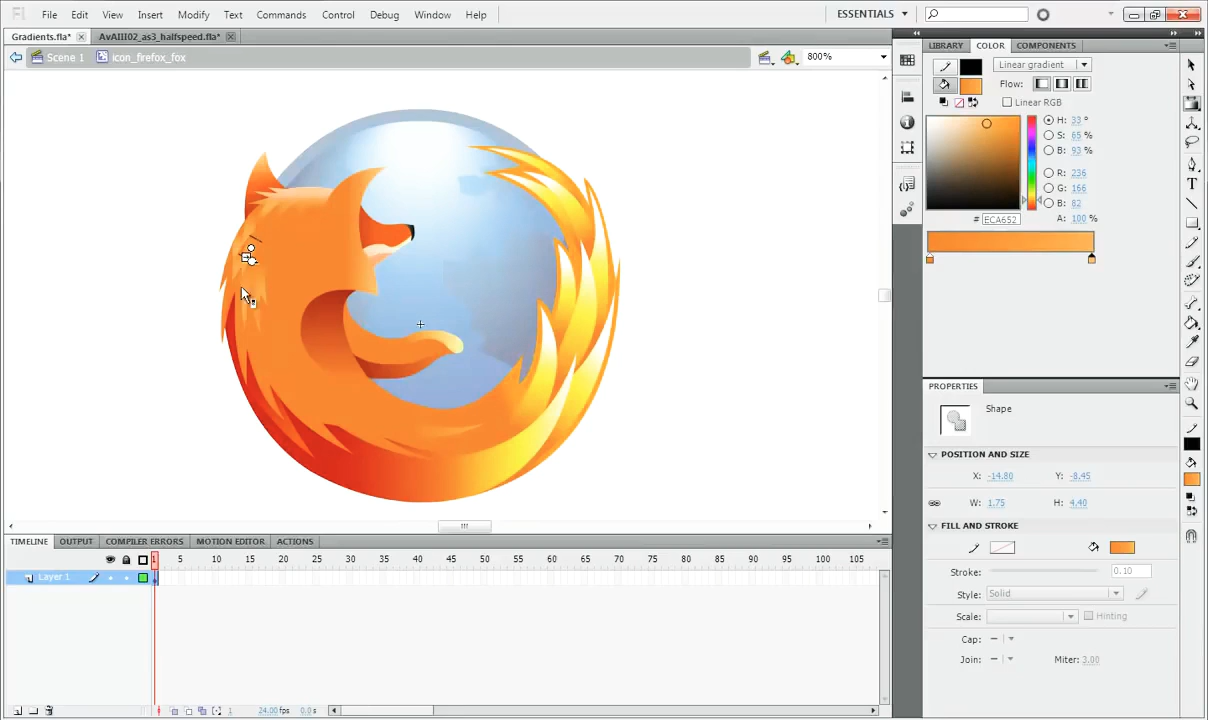 Fl File Edit View Insert Modify Text Commands Control Debug Window Help ESSENTIALS
Gradients.fla* AvAIII02_as3_halfspeed.fla*
Scene 1 icon_firefox_fox 800%
LIBRARY COLOR COMPONENTS
Linear gradient
Flow:
Linear RGB
H: 33 °
S: 65 %
B: 93 %
R: 236
G: 166
B: 82
# ECA652 A: 100 %
PROPERTIES
Shape
POSITION AND SIZE
X: -14.80 Y: -8.45
W: 1.75 H: 4.40
FILL AND STROKE
Stroke: 0.10
Style: Solid
Scale: Hinting
Cap:
Join: Miter: 3.00
TIMELINE OUTPUT COMPILER ERRORS MOTION EDITOR ACTIONS
1 5 10 15 20 25 30 35 40 45 50 55 60 65 70 75 80 85 90 95 100 105
Layer 1
1 24.00fps 0.0s